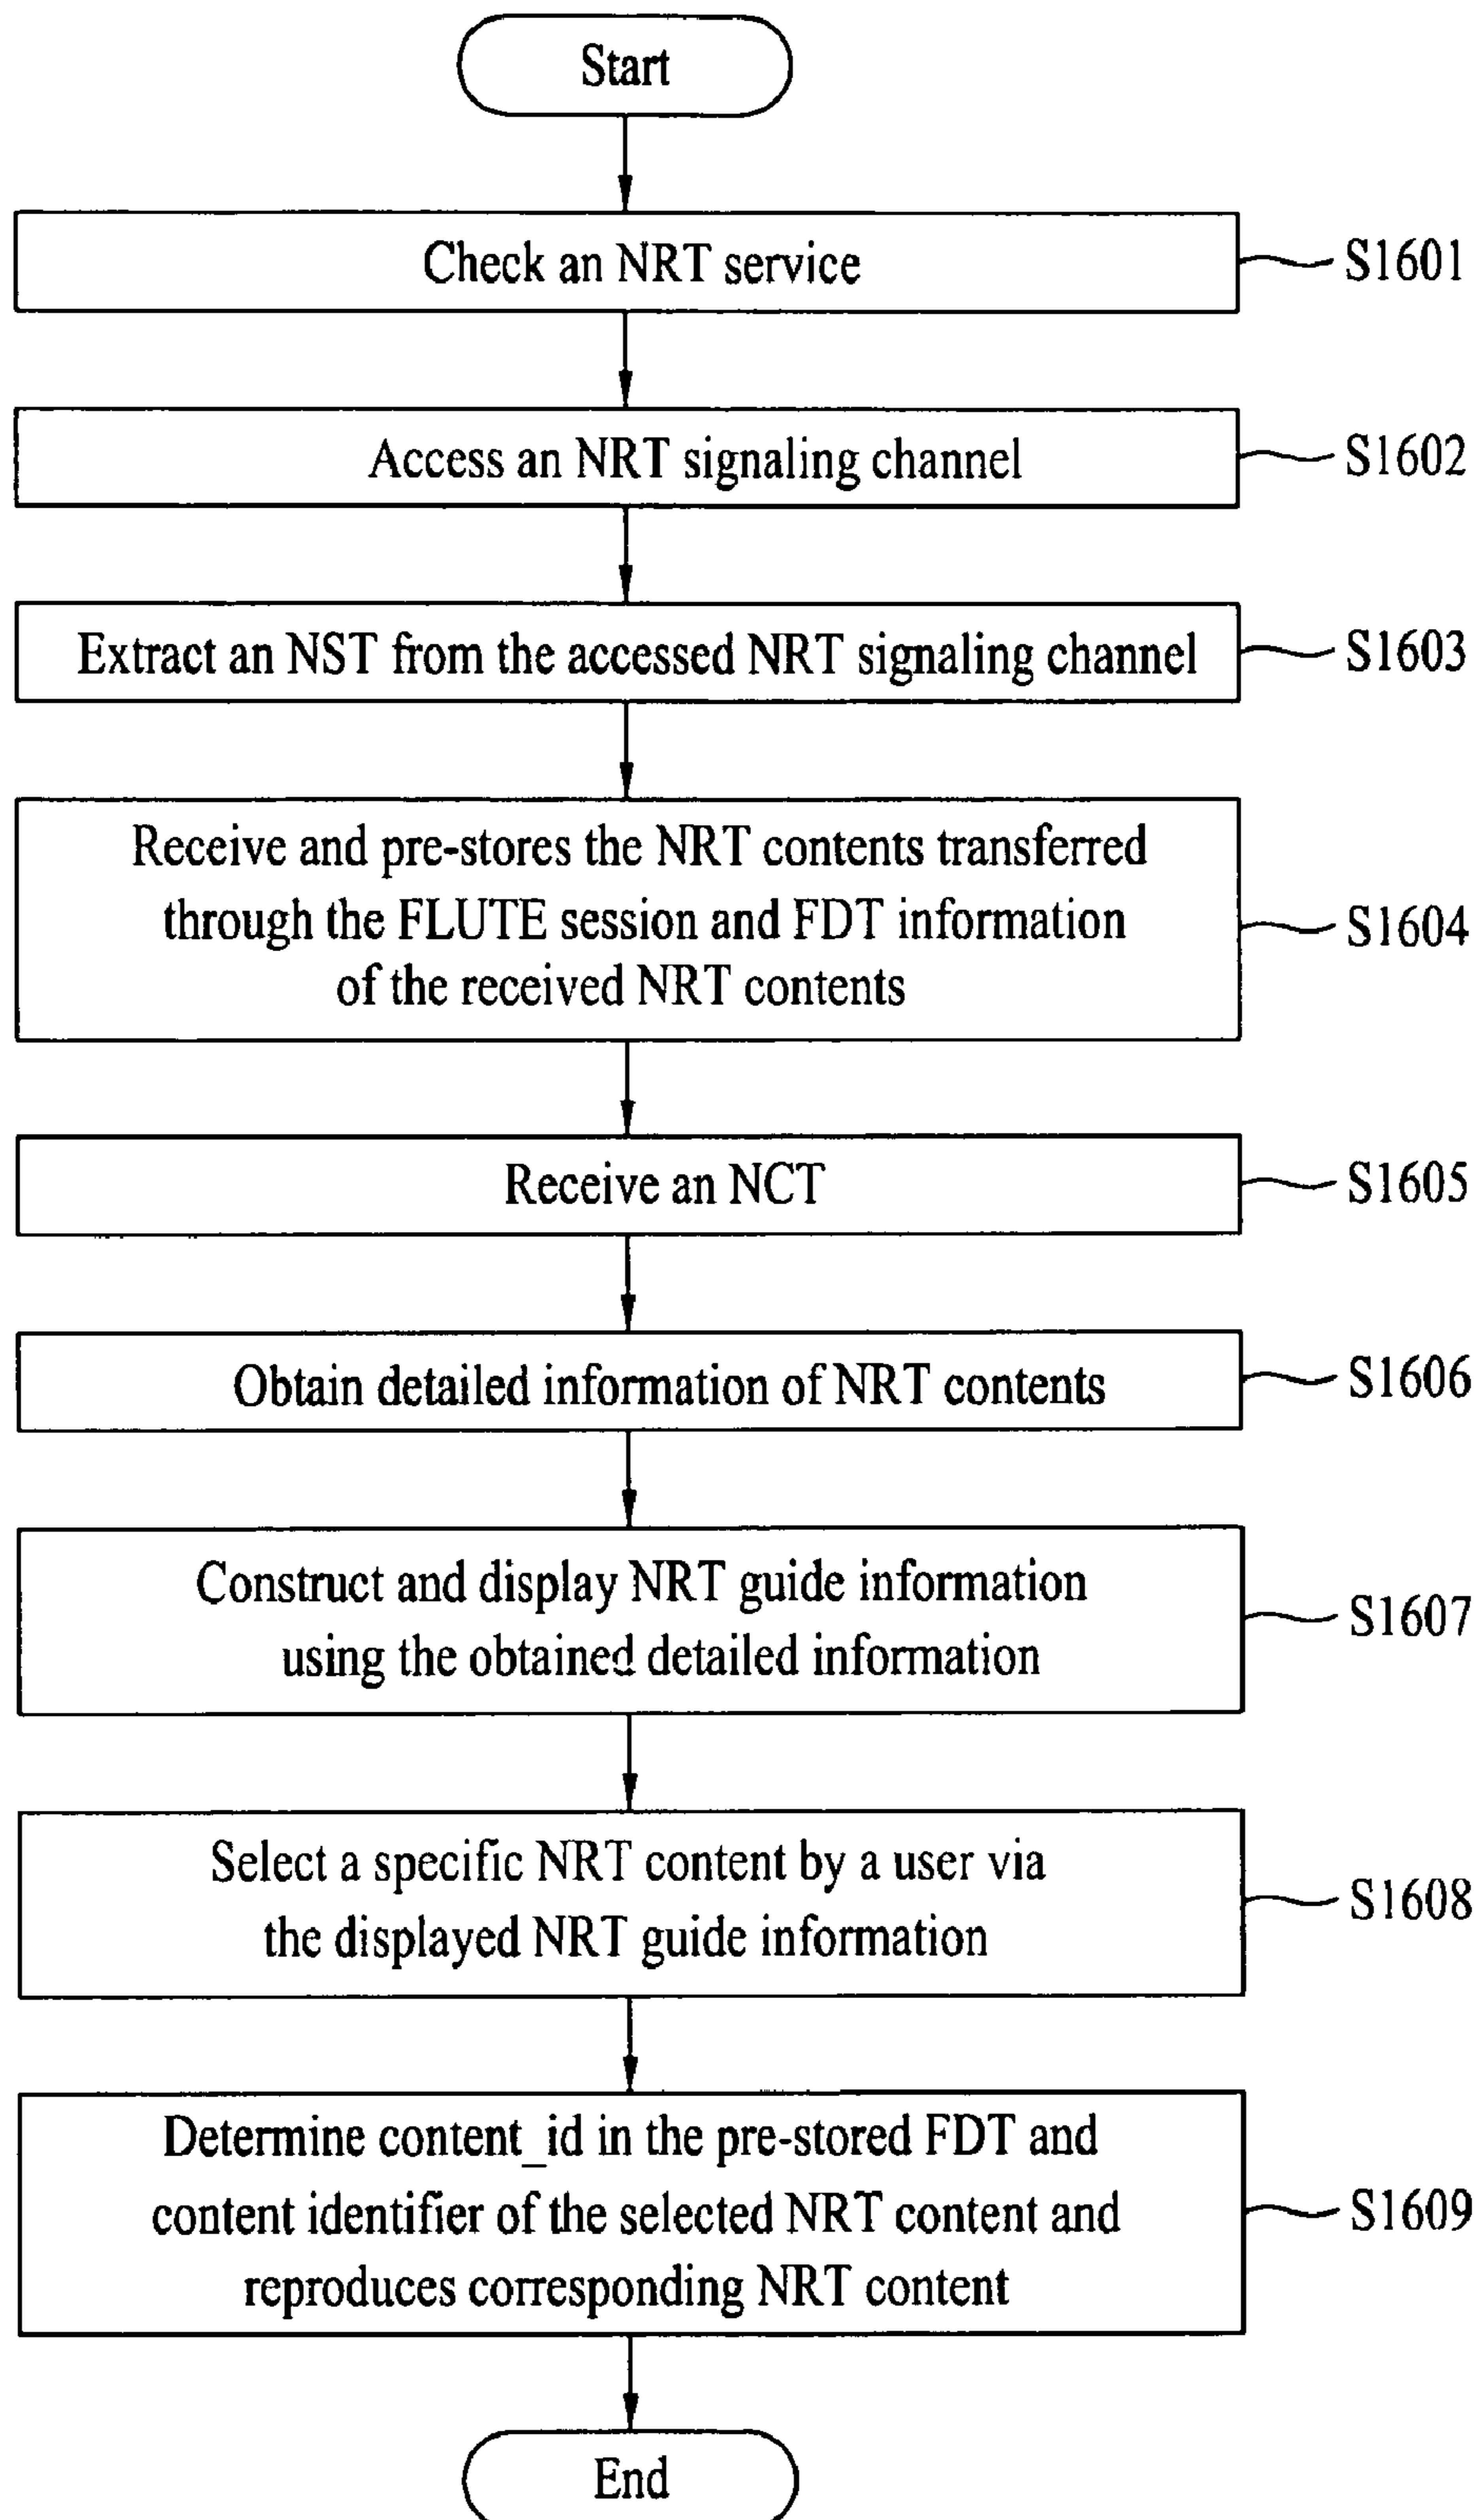 Start
Check an NRT service
S1601
Access an NRT signaling channel
S1602
Extract an NST from the accessed NRT signaling channel
S1603
Receive and pre-stores the NRT contents transferred
through the FLUTE session and FDT information
of the received NRT contents
S1604
Receive an NCT
S1605
Obtain detailed information of NRT contents
S1606
Construct and display NRT guide information
using the obtained detailed information
S1607
Select a specific NRT content by a user via
the displayed NRT guide information
S1608
Determine content_id in the pre-stored FDT and
content identifier of the selected NRT content and
reproduces corresponding NRT content
S1609
End